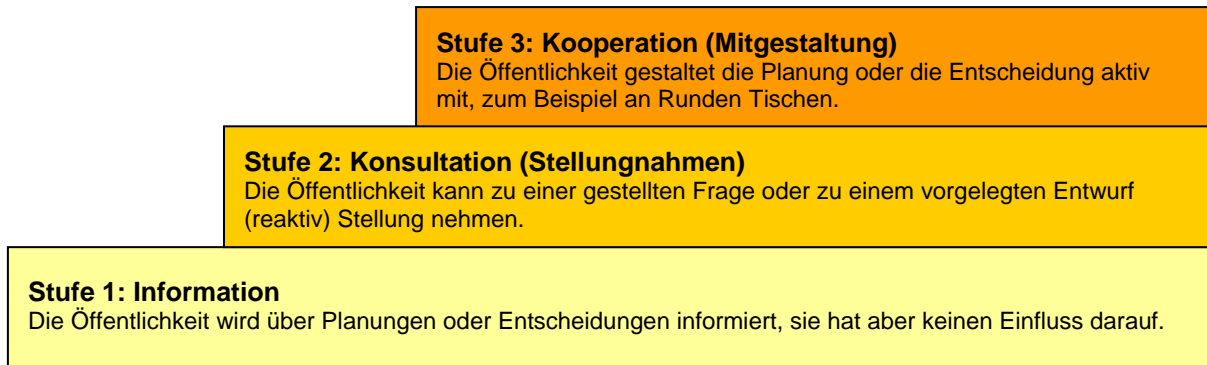 Stufe 3: Kooperation (Mitgestaltung)
Die Öffentlichkeit gestaltet die Planung oder die Entscheidung aktiv
mit, zum Beispiel an Runden Tischen.
Stufe 2: Konsultation (Stellungnahmen)
Die Öffentlichkeit kann zu einer gestellten Frage oder zu einem vorgelegten Entwurf
(reaktiv) Stellung nehmen.
Stufe 1: Information
Die Öffentlichkeit wird über Planungen oder Entscheidungen informiert, sie hat aber keinen Einfluss darauf.